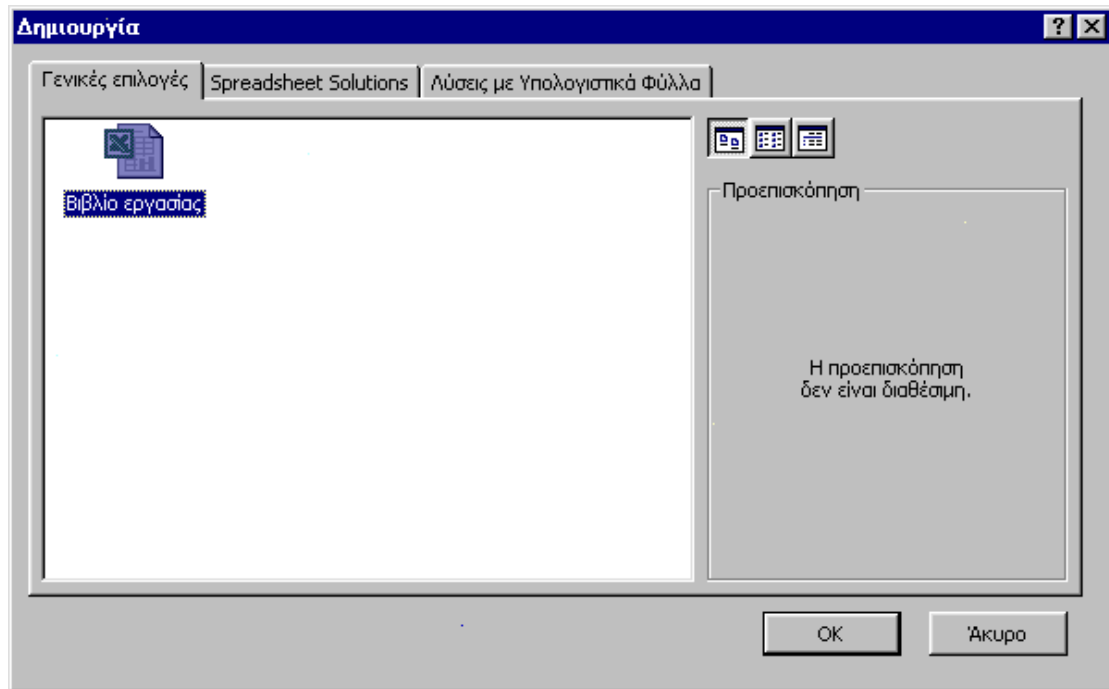 Δημιουργία
Γενικές επιλογές
Spreadsheet Solutions
Λύσεις με Υπολογιστικά Φύλλα
Βιβλίο εργασίας
Προεπισκόπηση
Η προεπισκόπηση
δεν είναι διαθέσιμη.
OK
Άκυρο